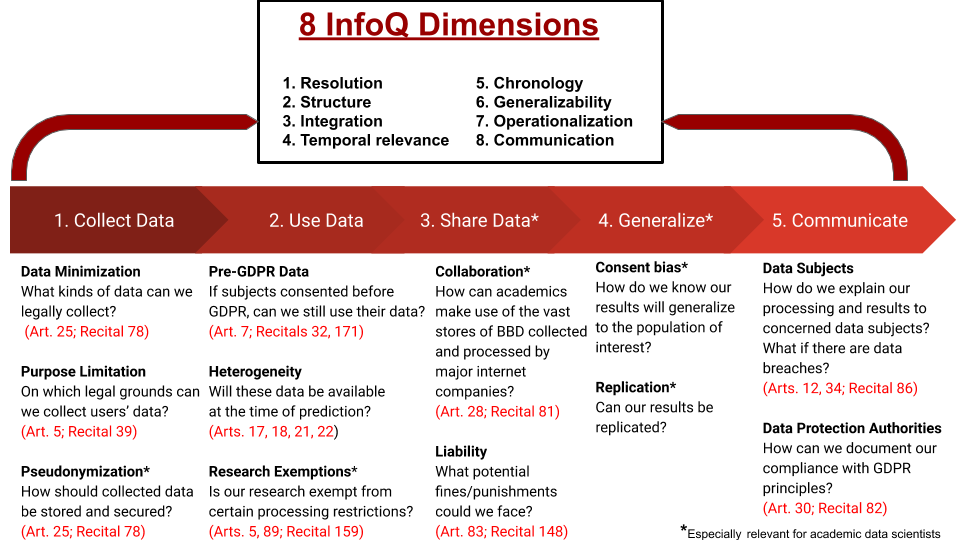 8 InfoQ Dimensions
1. Resolution
2. Structure
3. Integration
4. Temporal relevance
5. Chronology
6. Generalizability
7. Operationalization
8. Communication
1. Collect Data
2. Use Data
3. Share Data*
4. Generalize*
5. Communicate
Data Minimization
What kinds of data can we
legally collect?
(Art. 25; Recital 78)
Purpose Limitation
On which legal grounds can
we collect users' data?
(Art. 5; Recital 39)
Pseudonymization*
How should collected data
be stored and secured?
(Art. 25; Recital 78)
Pre-GDPR Data
If subjects consented before
GDPR, can we still use their data?
(Art. 7; Recitals 32, 171)
Heterogeneity
Will these data be available
at the time of prediction?
(Arts. 17, 18, 21, 22)
Research Exemptions*
Is our research exempt from
certain processing restrictions?
(Arts. 5, 89; Recital 159)
Collaboration*
How can academics
make use of the vast
stores of BBD collected
and processed by
major internet
companies?
(Art. 28; Recital 81)
Liability
What potential
fines/punishments
could we face?
(Art. 83; Recital 148)
Consent bias*
How do we know our
results will generalize
to the population of
interest?
Replication*
Can our results be
replicated?
Data Subjects
How do we explain our
processing and results to
concerned data subjects?
What if there are data
breaches?
(Arts. 12, 34; Recital 86)
Data Protection Authorities
How can we document our
compliance with GDPR
principles?
(Art. 30; Recital 82)
*Especially relevant for academic data scientists